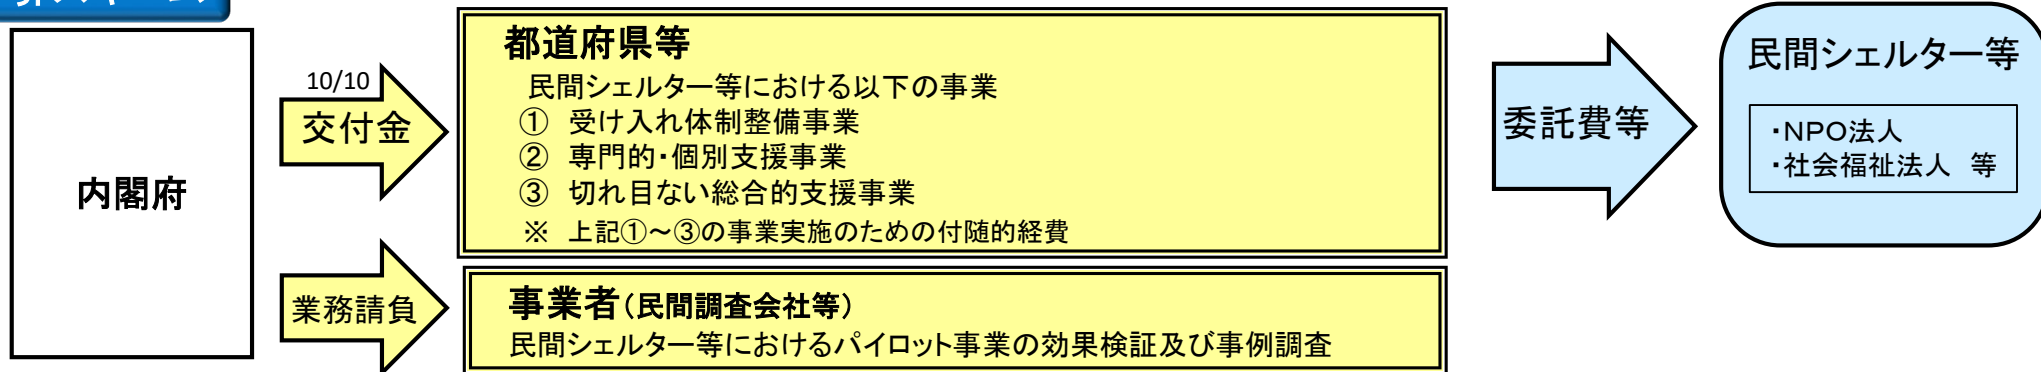 内閣府
10/10
交付金
業務請負
都道府県等
民間シェルター等における以下の事業
① 受け入れ体制整備事業
② 専門的・個別支援事業
③ 切れ目ない総合的支援事業
※ 上記①～③の事業実施のための付随的経費
事業者(民間調査会社等)
民間シェルター等におけるパイロット事業の効果検証及び事例調査
委託費等
民間シェルター等
・NPO法人
・社会福祉法人 等